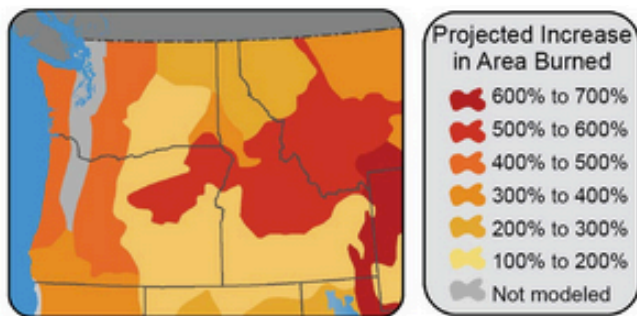 Projected Increase
in Area Burned
600% to 700%
500% to 600%
400% to 500%
300% to 400%
200% to 300%
100% to 200%
Not modeled